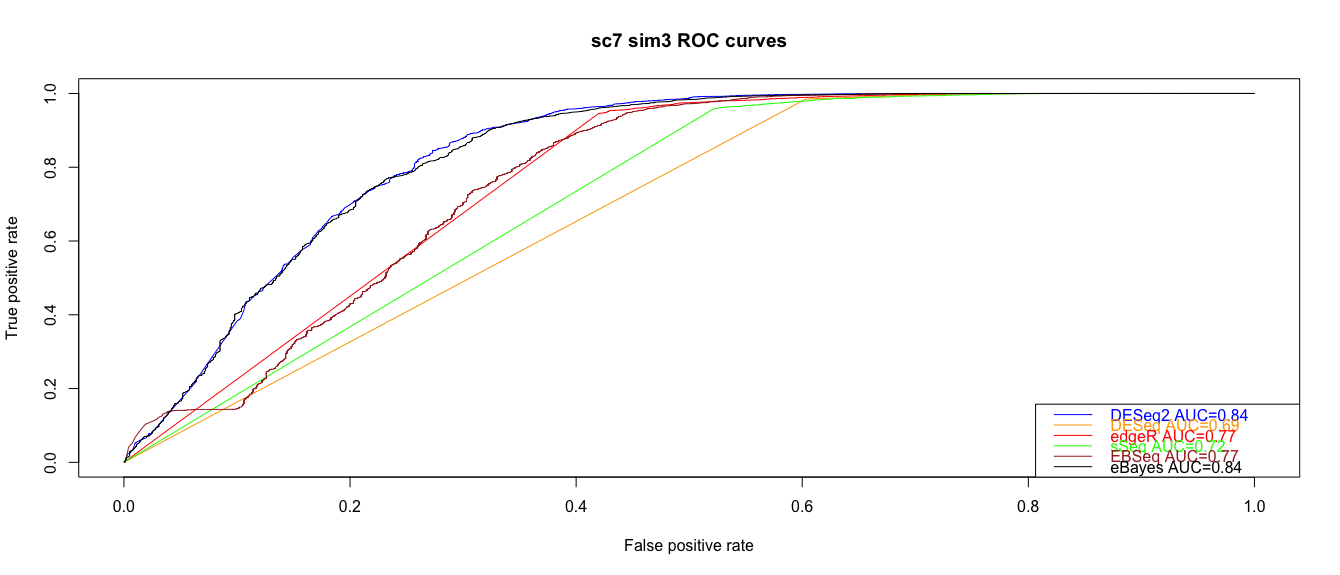 sc7 sim3 ROC curves
True positive rate
1.0
0.8
0.6
0.4
0.2
0.0
DESeq2 AUC=0.84
DESeq AUC=0.69
edgeR AUC=0.77
sSeq AUC=0.72
EBSeq AUC=0.77
eBayes AUC=0.84
0.0 0.2 0.4 0.6 0.8 1.0
False positive rate